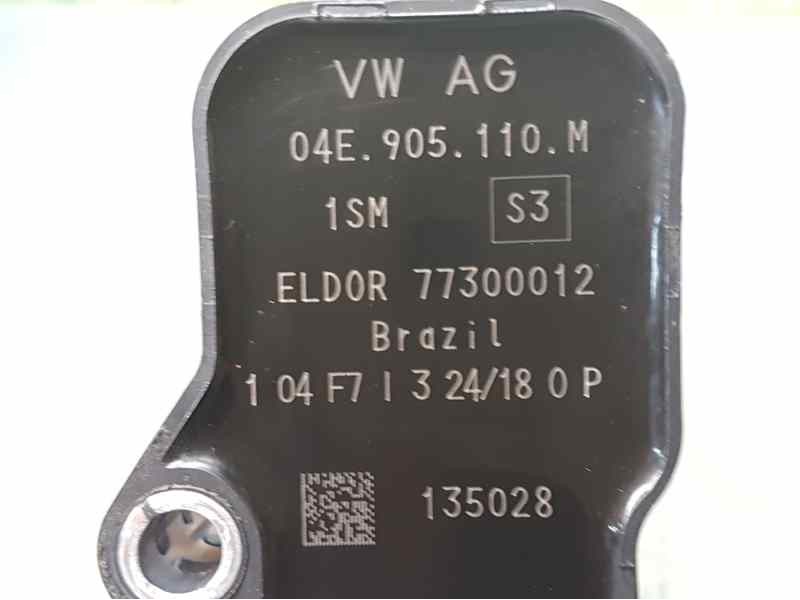 VW AG
04E.905.110.M
1SM S3
ELDOR 77300012
Brazil
1 04 F7 I 3 24/18 0 P
135028